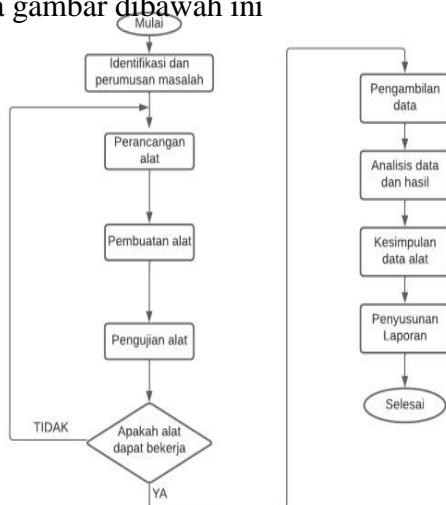 gambar dibawah ini
Mulai
Identifikasi dan
perumusan masalah
Perancangan
alat
Pembuatan alat
Pengujian alat
Apakah alat
dapat bekerja
TIDAK
YA
Pengambilan
data
Analisis data
dan hasil
Kesimpulan
data alat
Penyusunan
Laporan
Selesai